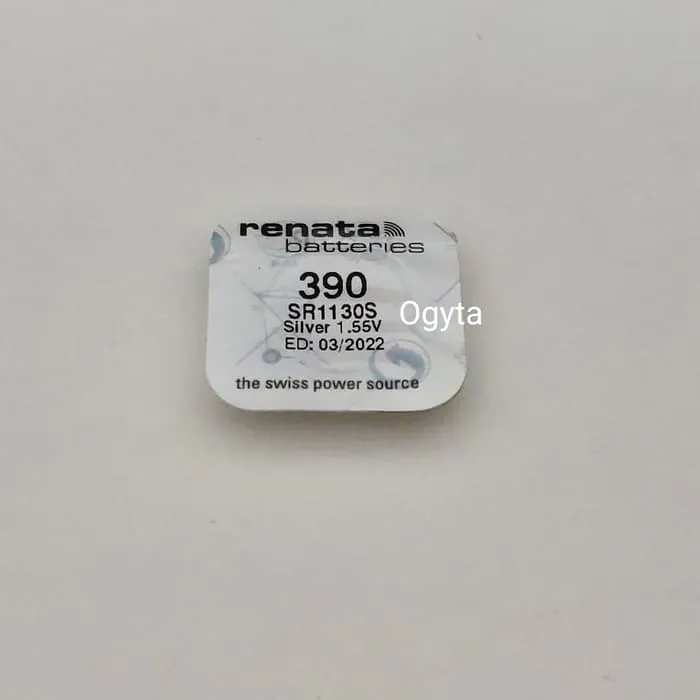 renata
batteries
390
SR1130S
Silver 1.55V
ED: 03/2022
the swiss power source
Ogyta